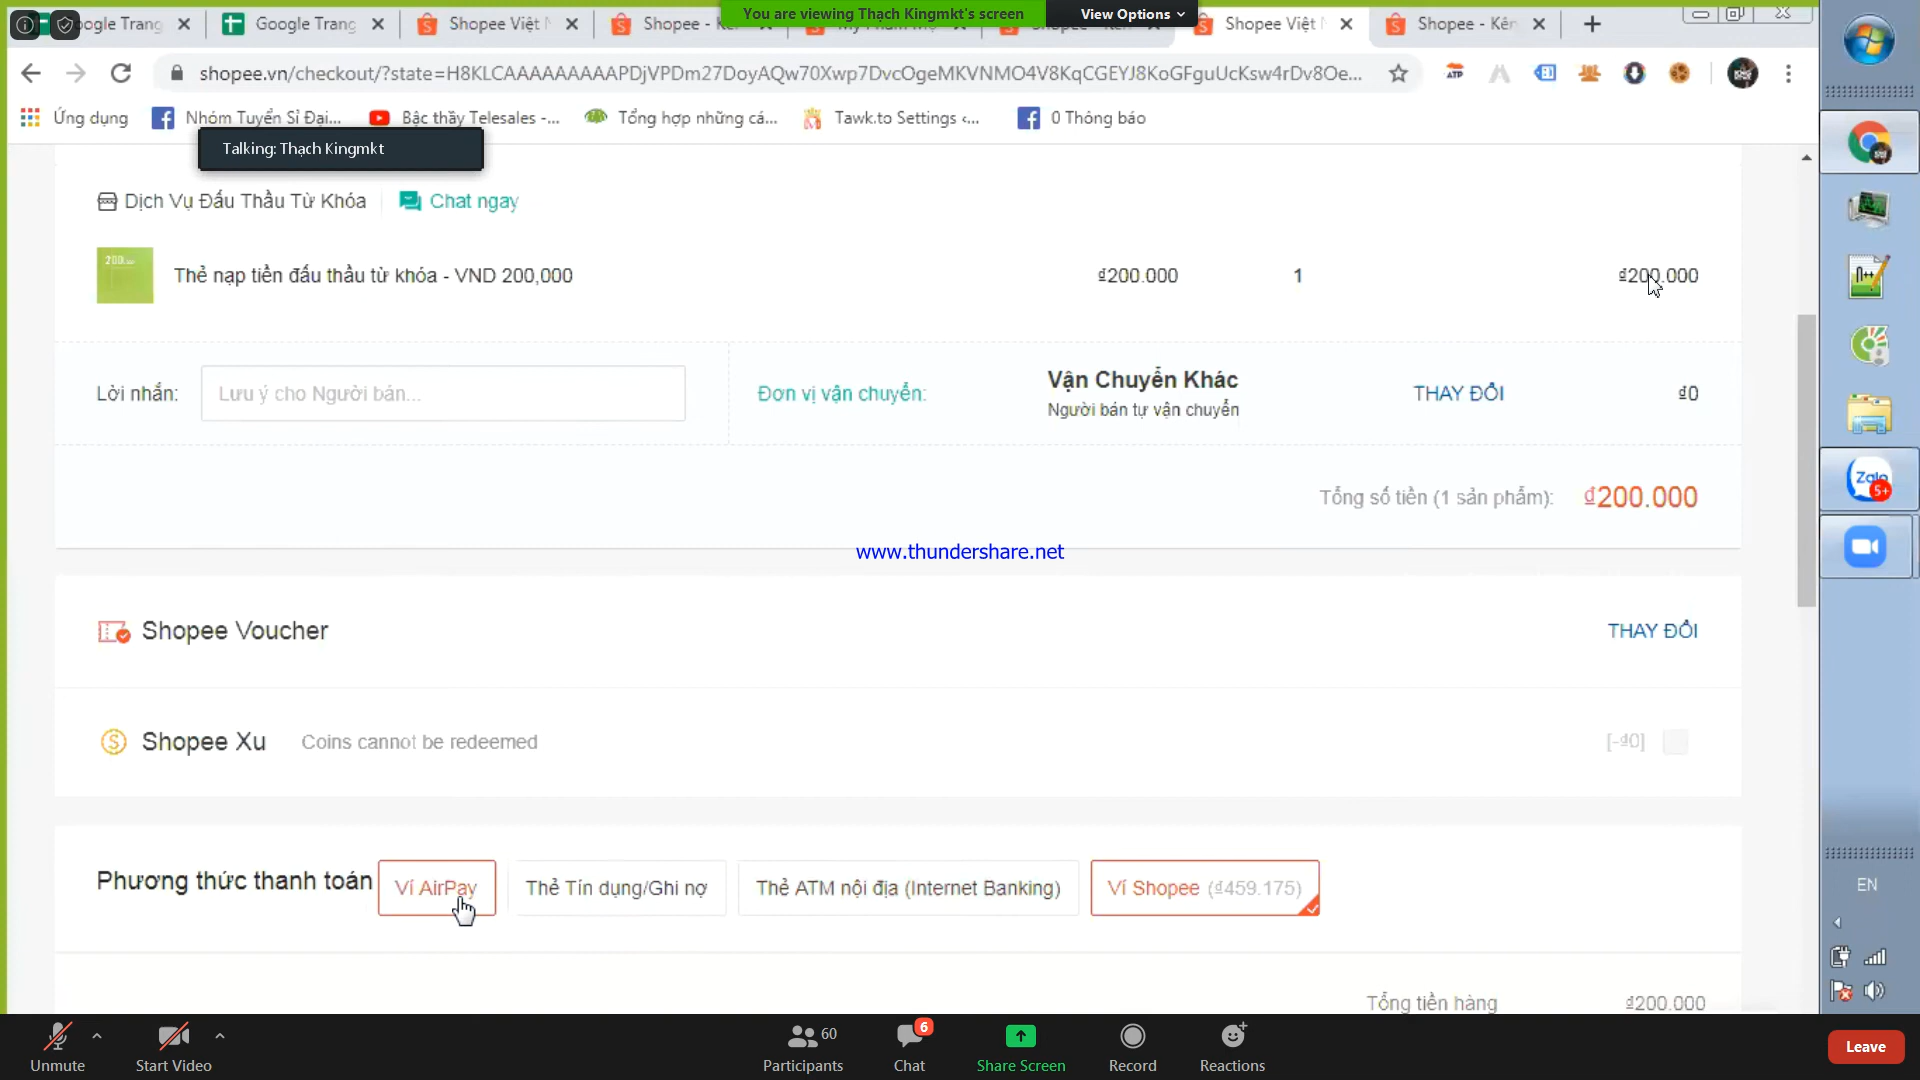 You are viewing Thạch Kingmkt's screen
View Options
Google Trang
Shopee Việt
Shopee -
Shopee Việt
Shopee - Kên
shopee.vn/checkout/?state=H8KLCAAAAAAAAAPDjVPDm27DoyAQw70Xwp7DvcOgeMKVNMO4V8KqCGEYJ8KoGFguUcKsw4rDv8Oe...
ATP
Ứng dụng
Nhóm Tuyển Sỉ Đại...
Bậc thầy Telesales -...
Tổng hợp những cá...
Tawk.to Settings ‹...
0 Thông báo
Talking: Thạch Kingmkt
Dịch Vụ Đấu Thầu Từ Khóa
Chat ngay
Thẻ nạp tiền đấu thầu từ khóa - VND 200,000
₫200.000
1
₫200.000
Lời nhắn:
Lưu ý cho Người bán...
Đơn vị vận chuyển:
Vận Chuyển Khác
Người bán tự vận chuyển
THAY ĐỔI
₫0
Tổng số tiền (1 sản phẩm):
₫200.000
www.thundershare.net
Shopee Voucher
THAY ĐỔI
Shopee Xu
Coins cannot be redeemed
[-₫0]
Phương thức thanh toán
Ví AirPay
Thẻ Tín dụng/Ghi nợ
Thẻ ATM nội địa (Internet Banking)
Ví Shopee (₫459.175)
Tổng tiền hàng
₫200.000
Zalo
5+
EN
Unmute
Start Video
60
Participants
6
Chat
Share Screen
Record
Reactions
Leave